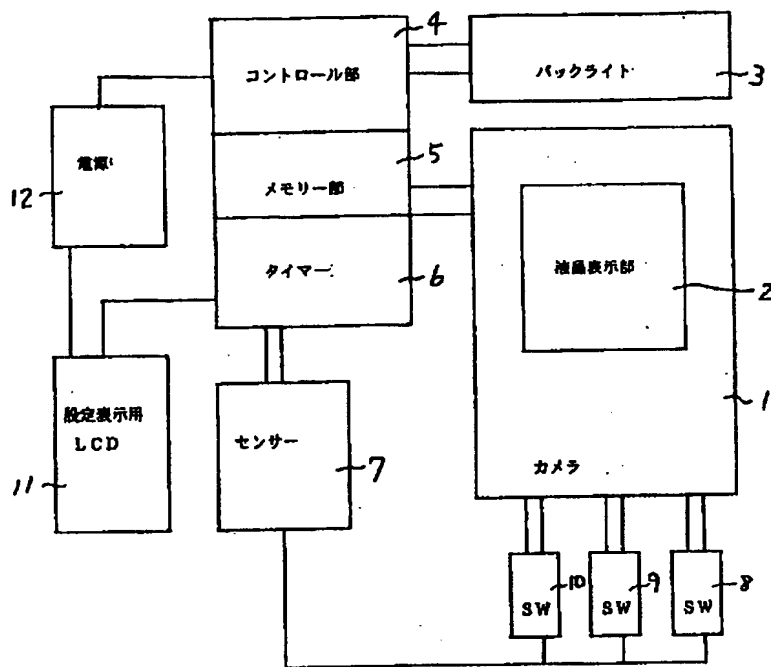 4
コントロール部
バックライト
3
電源
5
12
メモリー部
タイマー
6
液晶表示部
2
設定表示用
LCD
センサー
7
1
11
カメラ
10
9
8
SW
SW
SW